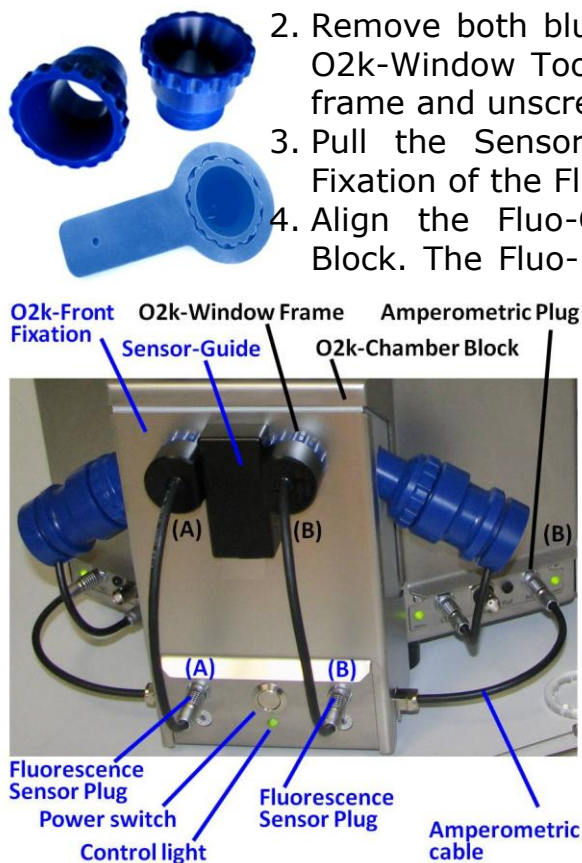 2. Remove both blu
O2k-Window Too
frame and unscre
3. Pull the Sensor
Fixation of the Fl
4. Align the Fluo-
Block. The Fluo-
O2k-Front O2k-Window Frame Amperometric Plug
Fixation Sensor-Guide O2k-Chamber Block
(A) (B) (B)
(A) (B)
Fluorescence
Sensor Plug
Fluorescence
Sensor Plug
Power switch
Control light
Amperometric
cable